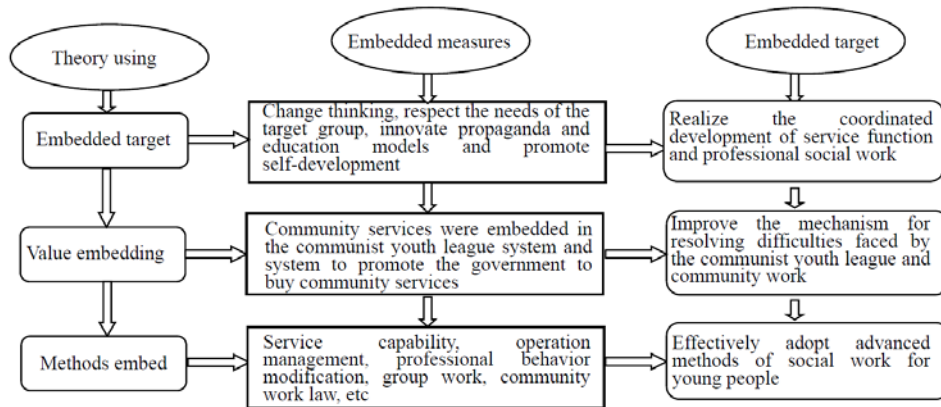 Theory using
Embedded measures
Embedded target
Embedded target
Change thinking, respect the needs of the
target group, innovate propaganda and
education models and promote
self-development
Realize the coordinated
development of service function
and professional social work
Value embedding
Community services were embedded in
the communist youth league system and
system to promote the government to
buy community services
Improve the mechanism for
resolving difficulties faced by
the communist youth league and
community work
Methods embed
Service capability, operation
management, professional behavior
modification, group work, community
work law, etc
Effectively adopt advanced
methods of social work for
young people